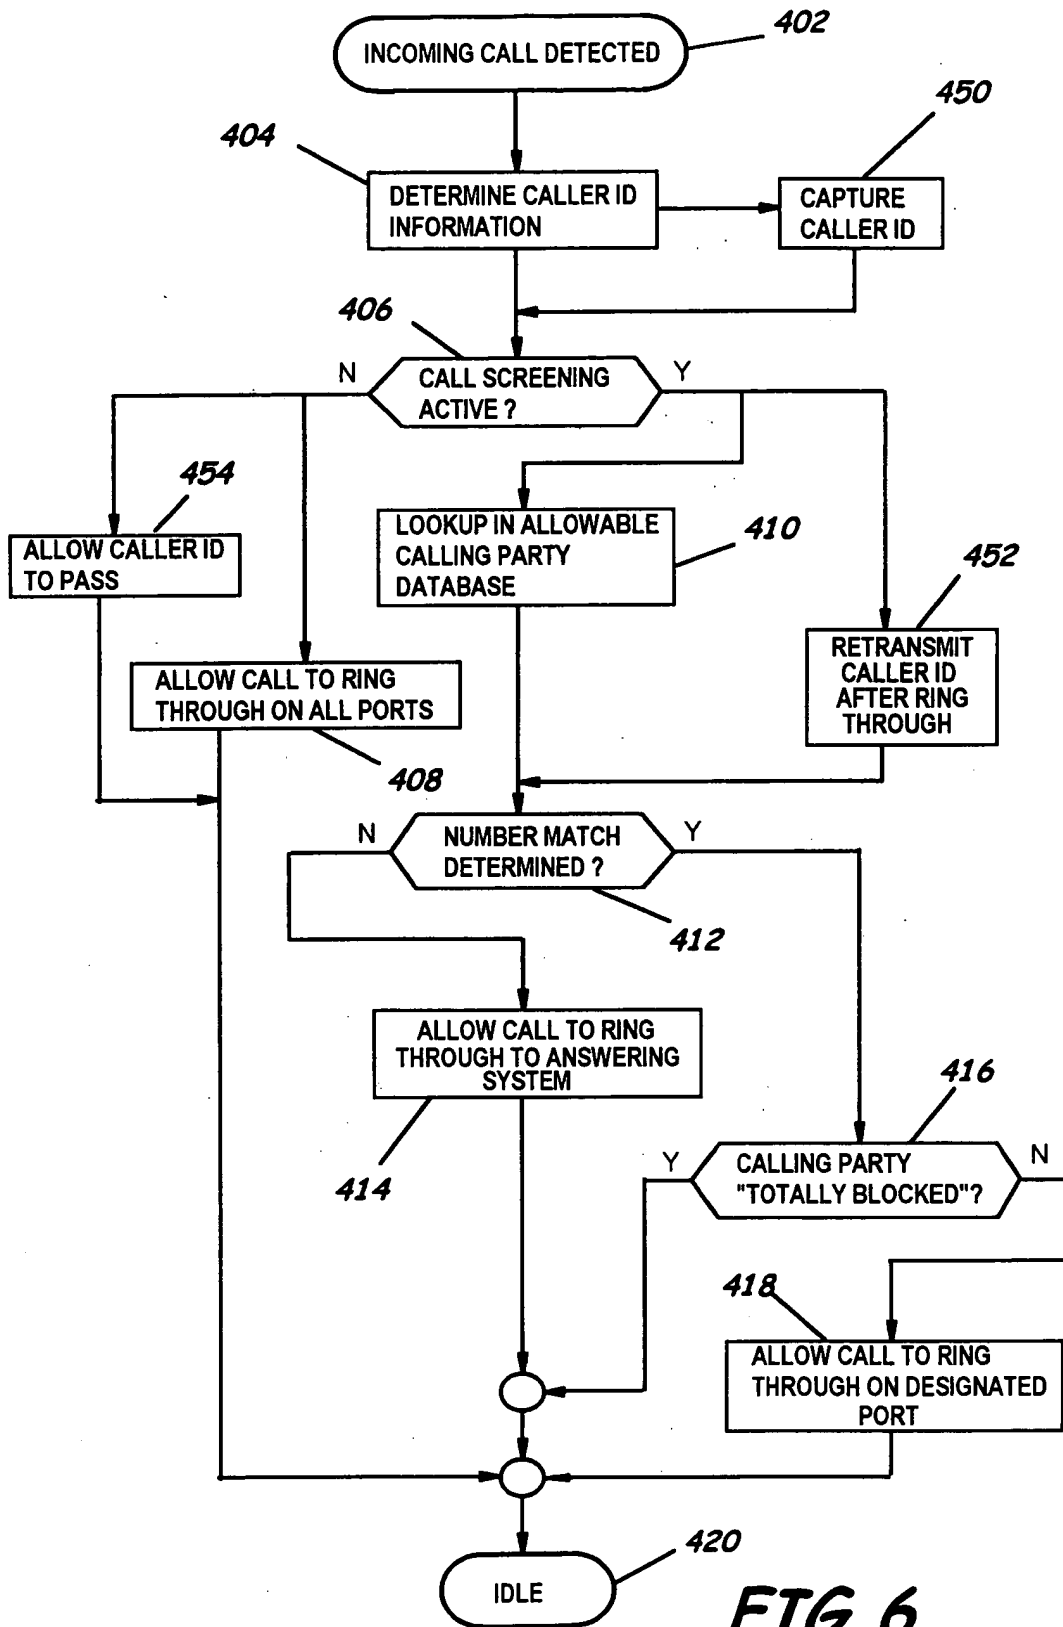 402
INCOMING CALL DETECTED
450
404
DETERMINE CALLER ID
INFORMATION
CAPTURE
CALLER ID
406
N
CALL SCREENING
ACTIVE ?
Y
454
ALLOW CALLER ID
TO PASS
LOOKUP IN ALLOWABLE
CALLING PARTY
DATABASE
410
452
RETRANSMIT
CALLER ID
AFTER RING
THROUGH
ALLOW CALL TO RING
THROUGH ON ALL PORTS
408
N
NUMBER MATCH
DETERMINED ?
Y
412
ALLOW CALL TO RING
THROUGH TO ANSWERING
SYSTEM
414
416
Y
CALLING PARTY
"TOTALLY BLOCKED"?
N
418
ALLOW CALL TO RING
THROUGH ON DESIGNATED
PORT
420
IDLE
FIG 6